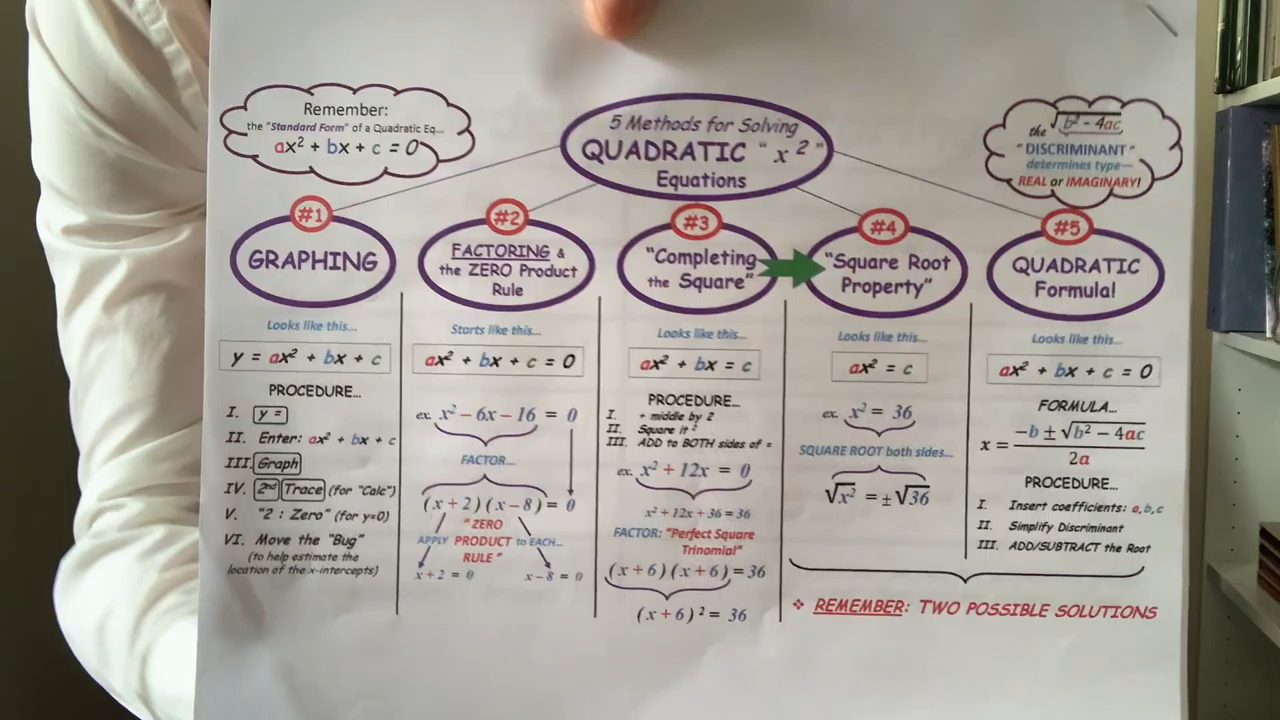 Remember:
the "Standard Form" of a Quadratic Eq...
ax² + bx + c = 0
5 Methods for Solving
QUADRATIC "x²"
Equations
the √b² − 4ac
"DISCRIMINANT"
determines type—
REAL or IMAGINARY!
#1
GRAPHING
Looks like this...
y = ax² + bx + c
PROCEDURE...
I. y =
II. Enter: ax² + bx + c
III. Graph
IV. 2nd Trace (for "Calc")
V. "2 : Zero" (for y=0)
VI. Move the "Bug"
(to help estimate the
location of the x-intercepts)
#2
FACTORING &
the ZERO Product
Rule
Starts like this...
ax² + bx + c = 0
ex. x² − 6x − 16 = 0
FACTOR...
(x + 2)(x − 8) = 0
"ZERO
APPLY PRODUCT to EACH...
RULE"
x + 2 = 0 x − 8 = 0
#3
"Completing
the Square"
Looks like this...
ax² + bx = c
PROCEDURE...
I. ÷ middle by 2
II. Square it ²
III. ADD to BOTH sides of =
ex. x² + 12x = 0
x² + 12x + 36 = 36
FACTOR: "Perfect Square
Trinomial"
(x + 6)(x + 6) = 36
(x + 6)² = 36
#4
"Square Root
Property"
Looks like this...
ax² = c
ex. x² = 36
SQUARE ROOT both sides...
√x² = ±√36
#5
QUADRATIC
Formula!
Looks like this...
ax² + bx + c = 0
FORMULA...
x = (−b ± √b² − 4ac) / 2a
PROCEDURE...
I. Insert coefficients: a,b,c
II. Simplify Discriminant
III. ADD/SUBTRACT the Root
❖ REMEMBER: TWO POSSIBLE SOLUTIONS